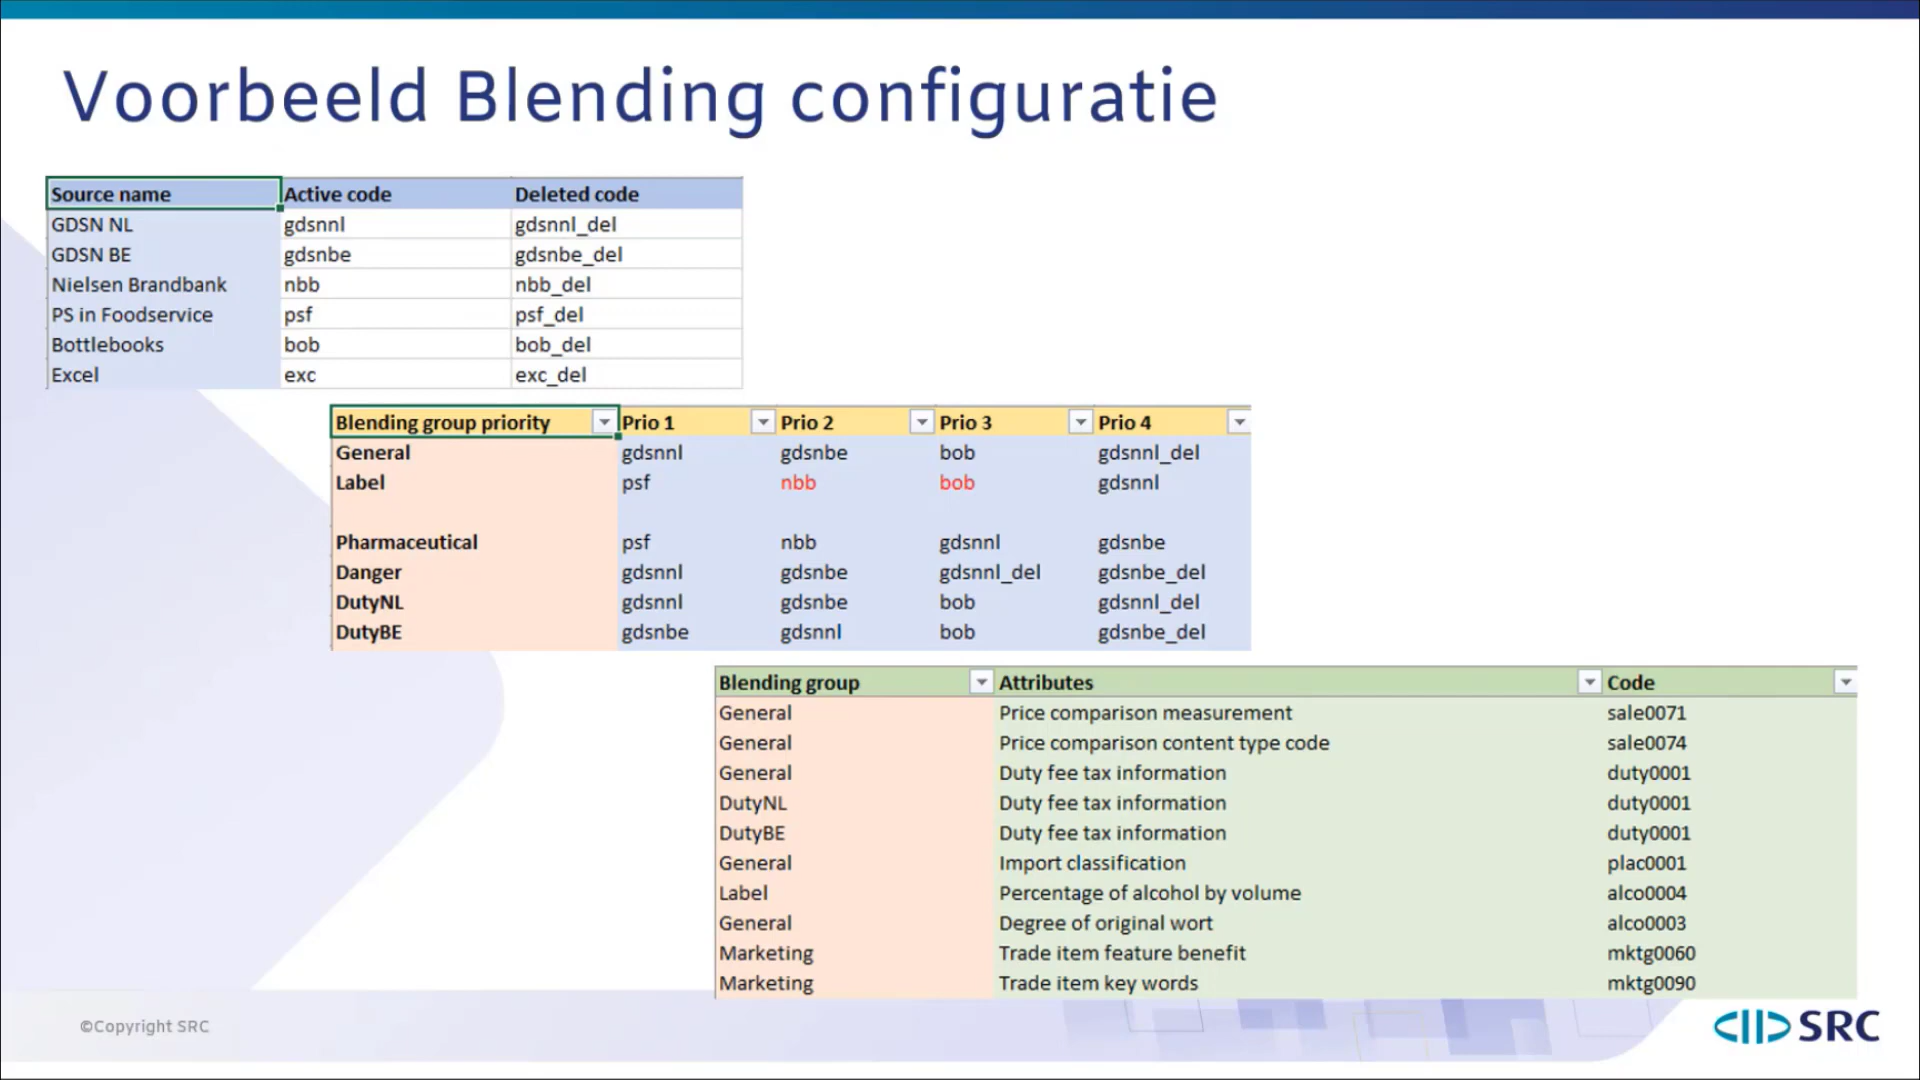 Voorbeeld Blending configuratie
Source name Active code Deleted code
GDSN NL gdsnnl gdsnnl_del
GDSN BE gdsnbe gdsnbe_del
Nielsen Brandbank nbb nbb_del
PS in Foodservice psf psf_del
Bottlebooks bob bob_del
Excel exc exc_del
Blending group priority Prio 1 Prio 2 Prio 3 Prio 4
General gdsnnl gdsnbe bob gdsnnl_del
Label psf nbb bob gdsnnl
Pharmaceutical psf nbb gdsnnl gdsnbe
Danger gdsnnl gdsnbe gdsnnl_del gdsnbe_del
DutyNL gdsnnl gdsnbe bob gdsnnl_del
DutyBE gdsnbe gdsnnl bob gdsnbe_del
Blending group Attributes Code
General Price comparison measurement sale0071
General Price comparison content type code sale0074
General Duty fee tax information duty0001
DutyNL Duty fee tax information duty0001
DutyBE Duty fee tax information duty0001
General Import classification plac0001
Label Percentage of alcohol by volume alco0004
General Degree of original wort alco0003
Marketing Trade item feature benefit mktg0060
Marketing Trade item key words mktg0090
©Copyright SRC
SRC